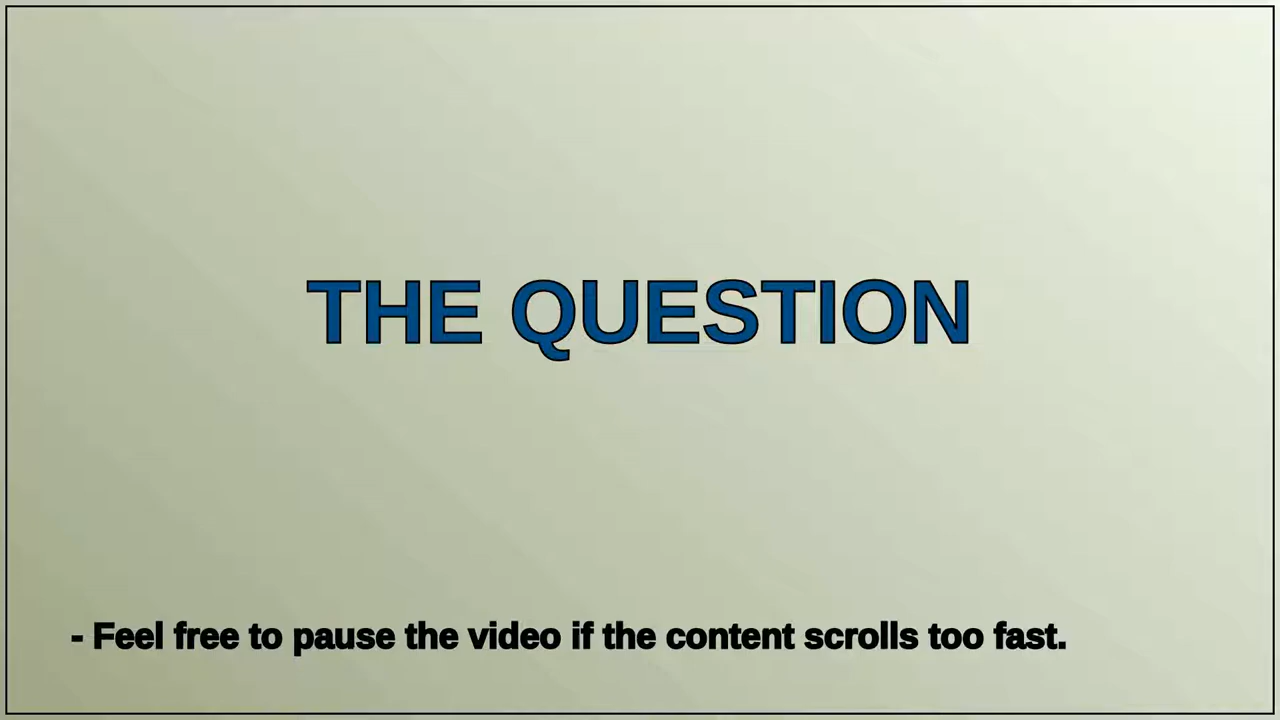 THE QUESTION
- Feel free to pause the video if the content scrolls too fast.